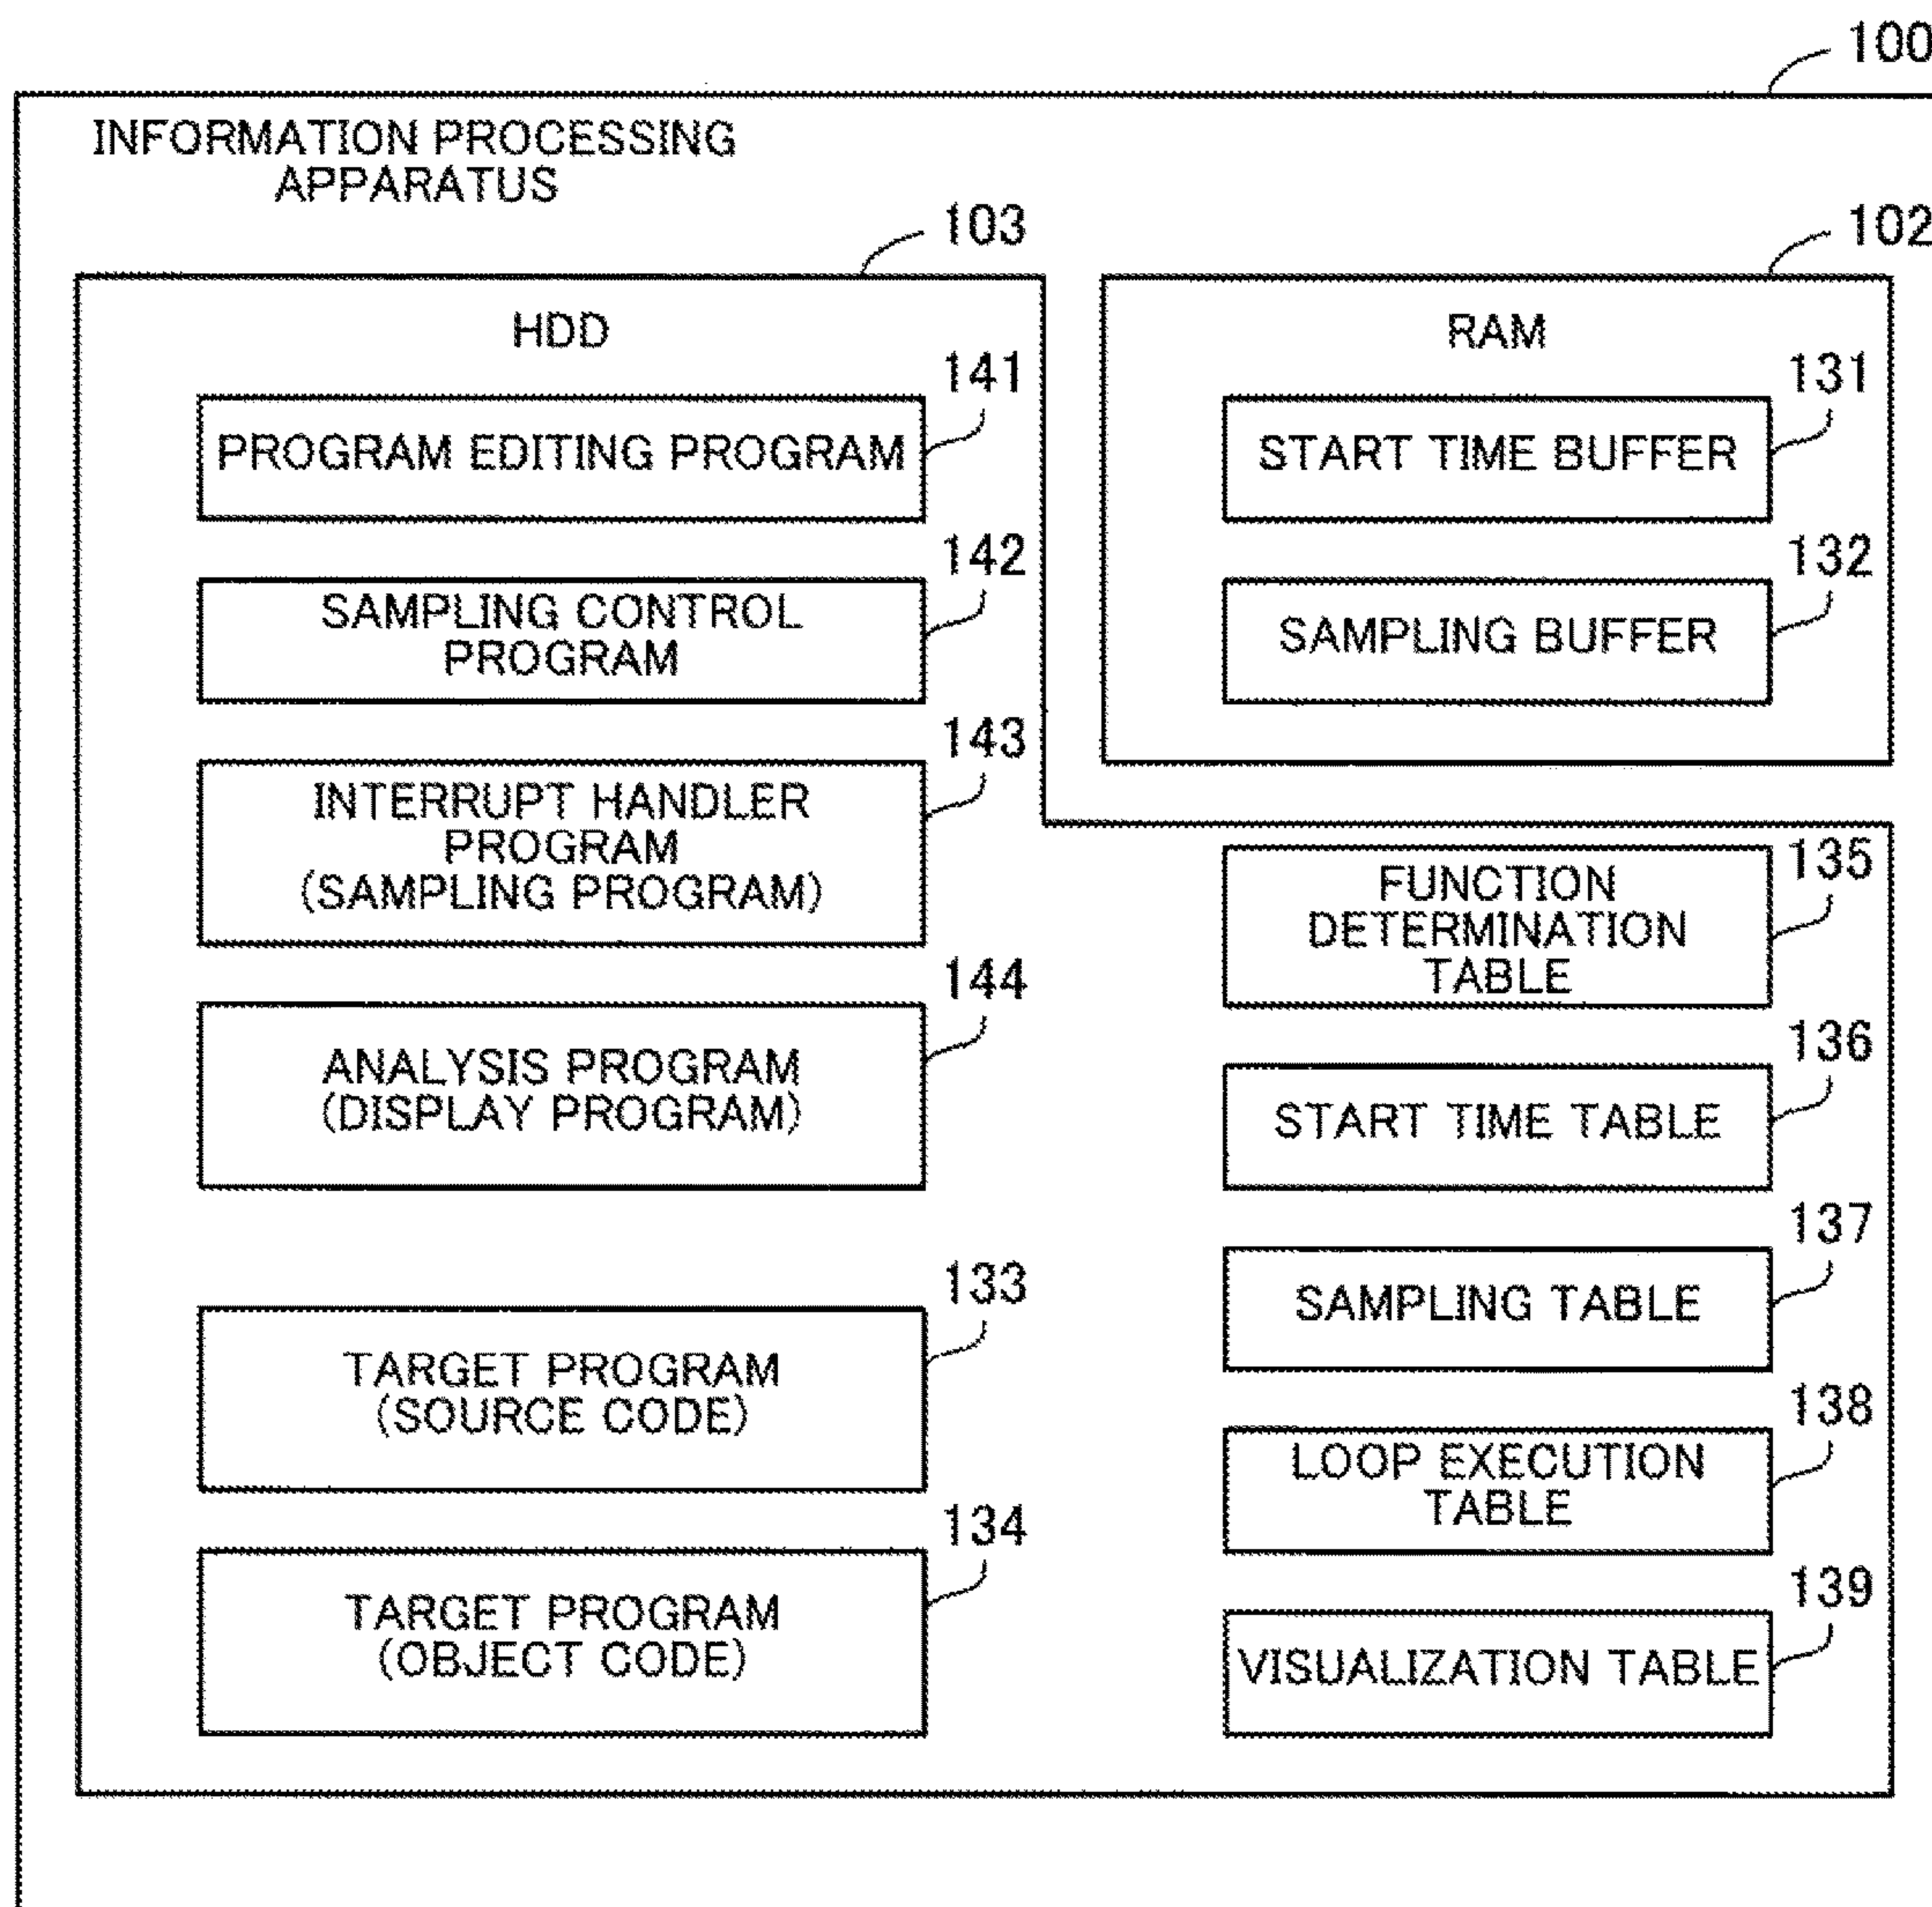 100
INFORMATION PROCESSING
APPARATUS
103
HDD
141
PROGRAM EDITING PROGRAM
142
SAMPLING CONTROL
PROGRAM
143
INTERRUPT HANDLER
PROGRAM
(SAMPLING PROGRAM)
144
ANALYSIS PROGRAM
(DISPLAY PROGRAM)
133
TARGET PROGRAM
(SOURCE CODE)
134
TARGET PROGRAM
(OBJECT CODE)
102
RAM
131
START TIME BUFFER
132
SAMPLING BUFFER
135
FUNCTION
DETERMINATION
TABLE
136
START TIME TABLE
137
SAMPLING TABLE
138
LOOP EXECUTION
TABLE
139
VISUALIZATION TABLE